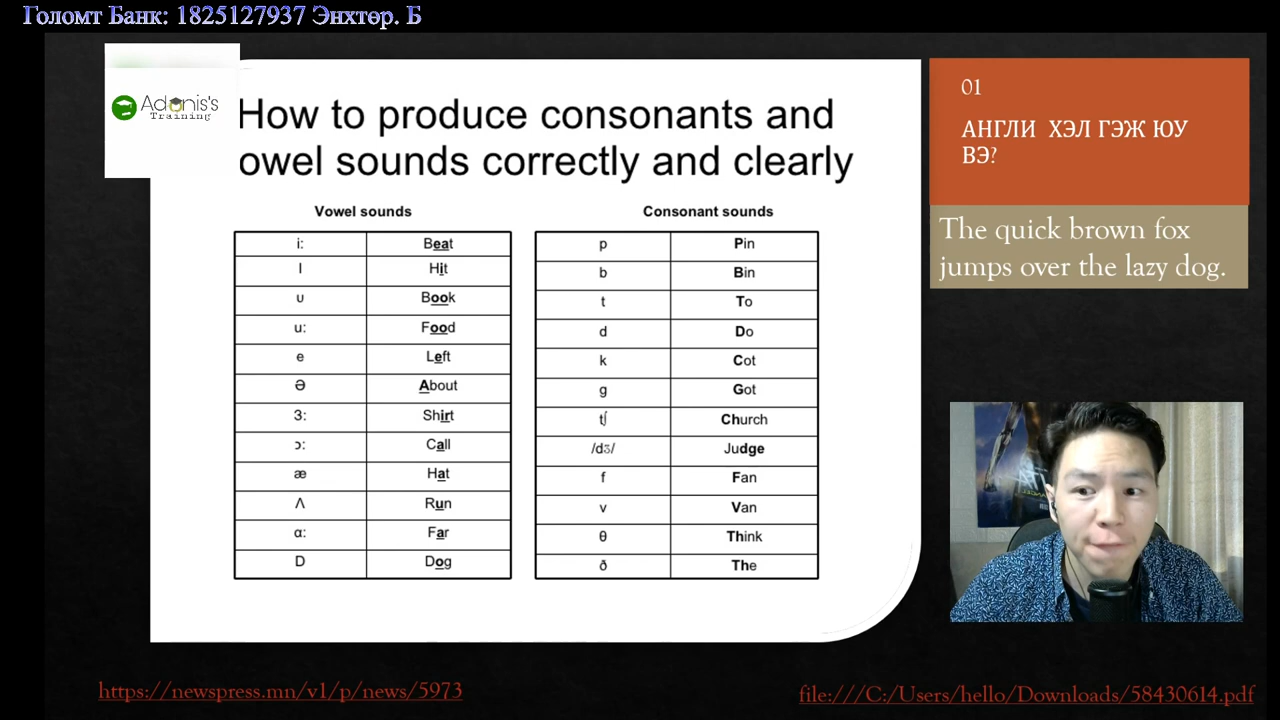 Голомт Банк: 1825127937 Энхтөр. Б
Adonis's
Training
How to produce consonants and
owel sounds correctly and clearly
Vowel sounds
i: Beat
I Hit
ʊ Book
u: Food
e Left
Ə About
3: Shirt
ɔ: Call
æ Hat
Λ Run
ɑ: Far
D Dog
Consonant sounds
p Pin
b Bin
t To
d Do
k Cot
g Got
tʃ Church
/dʒ/ Judge
f Fan
v Van
θ Think
ð The
01
АНГЛИ ХЭЛ ГЭЖ ЮУ
ВЭ?
The quick brown fox
jumps over the lazy dog.
https://newspress.mn/v1/p/news/5973
file:///C:/Users/hello/Downloads/58430614.pdf